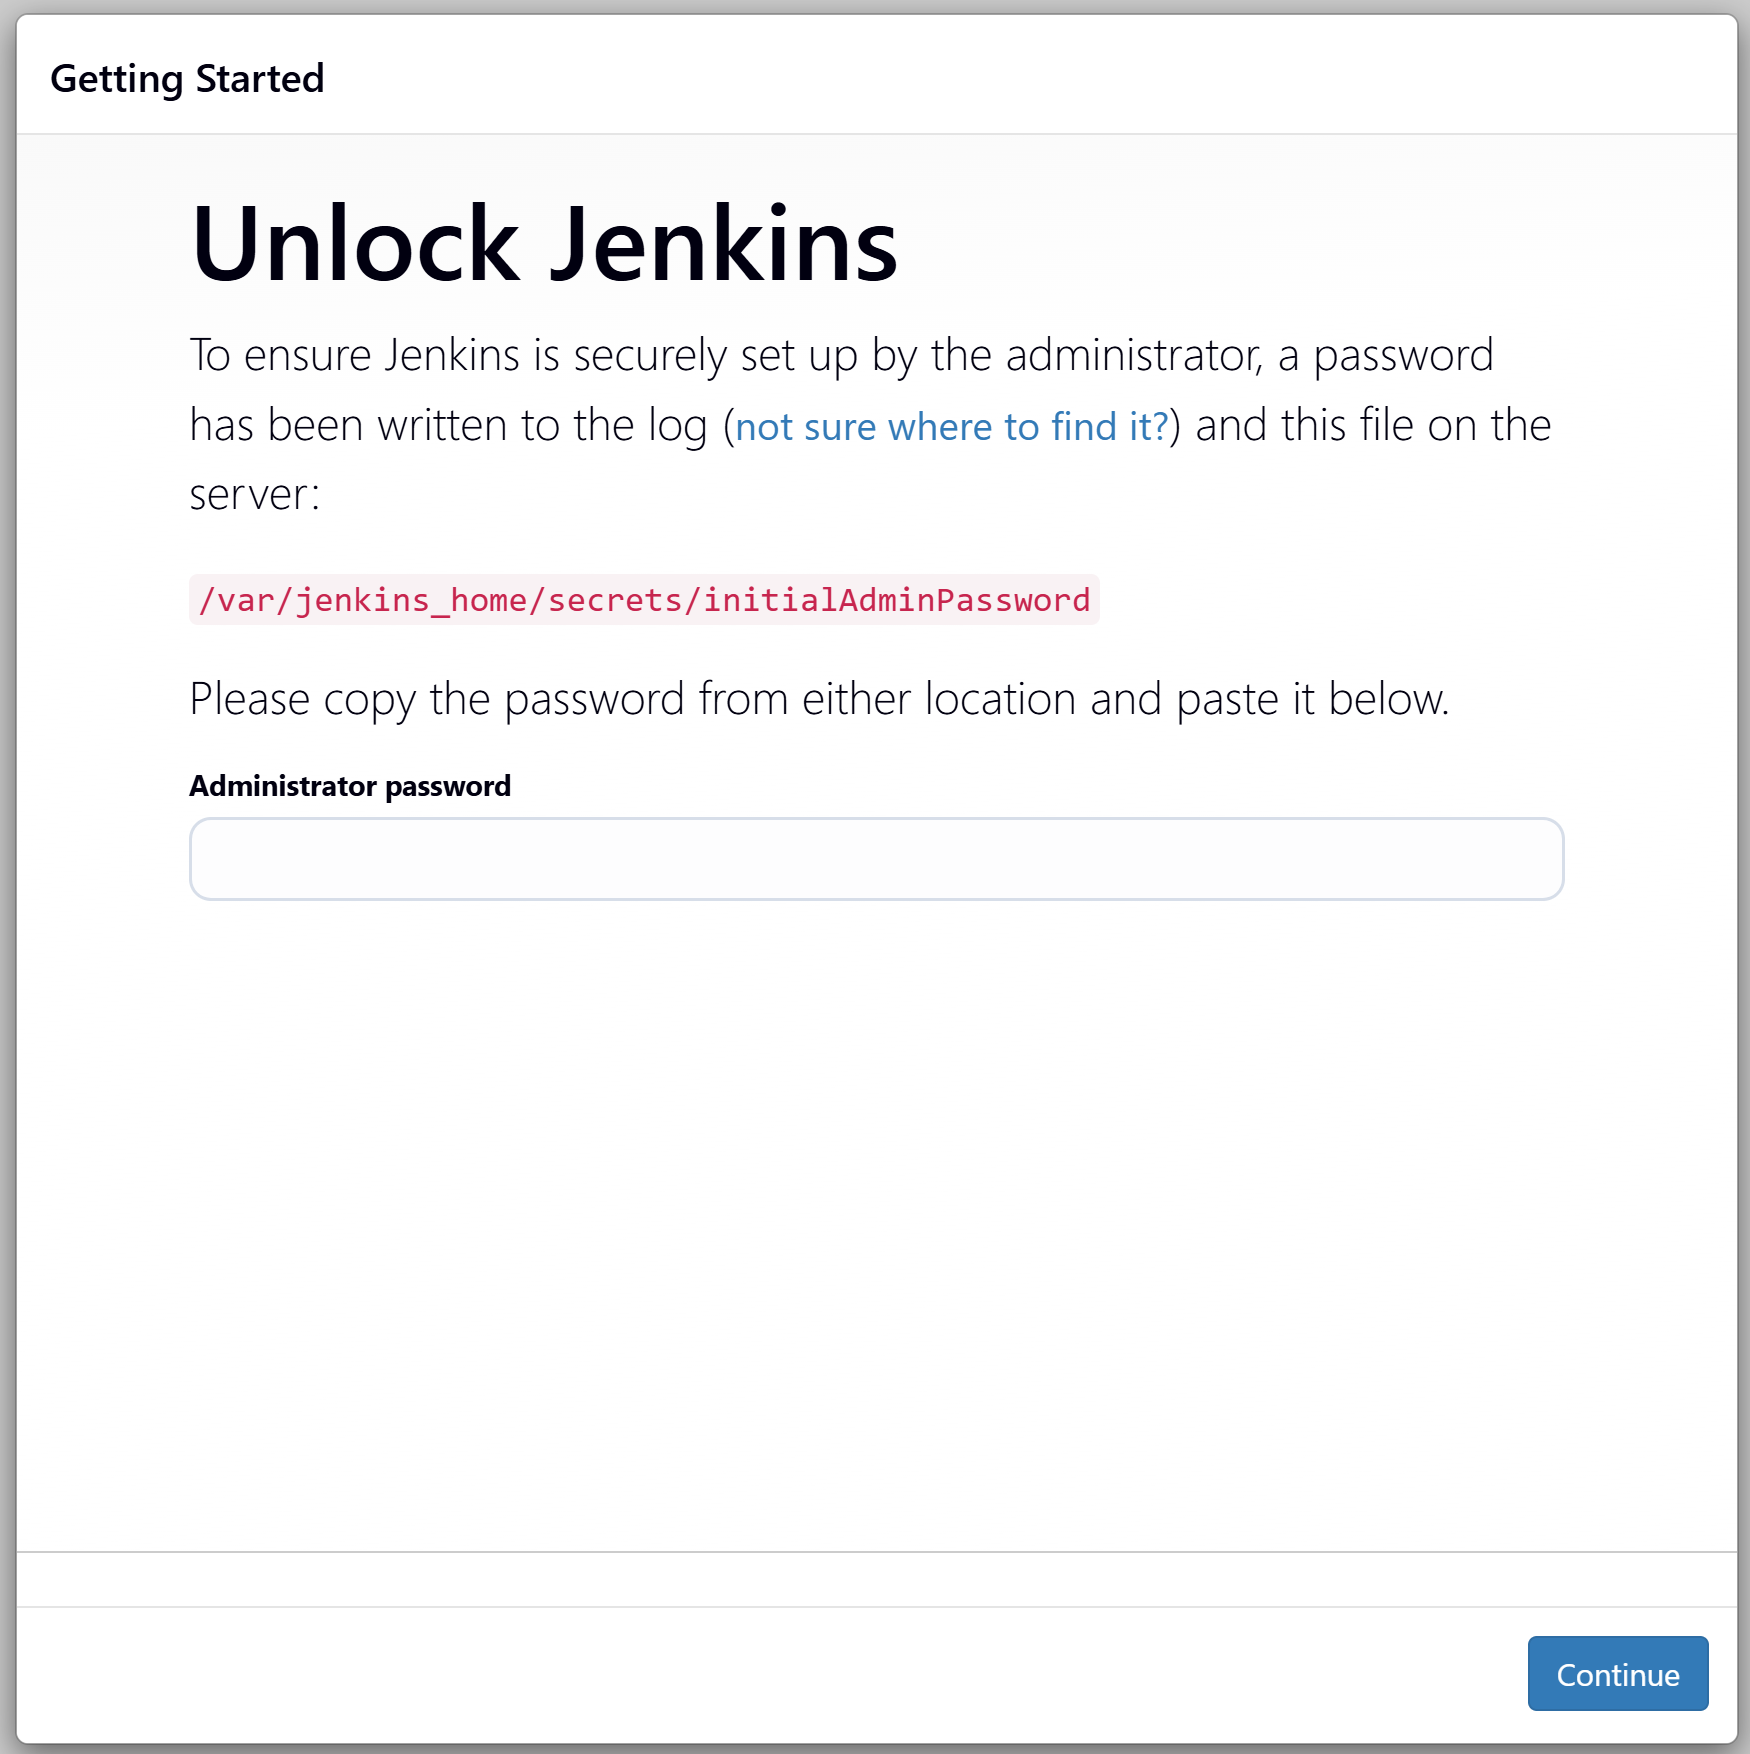 Getting Started
Unlock Jenkins
To ensure Jenkins is securely set up by the administrator, a password
has been written to the log (not sure where to find it?) and this file on the
server:
/var/jenkins_home/secrets/initialAdminPassword
Please copy the password from either location and paste it below.
Administrator password
Continue